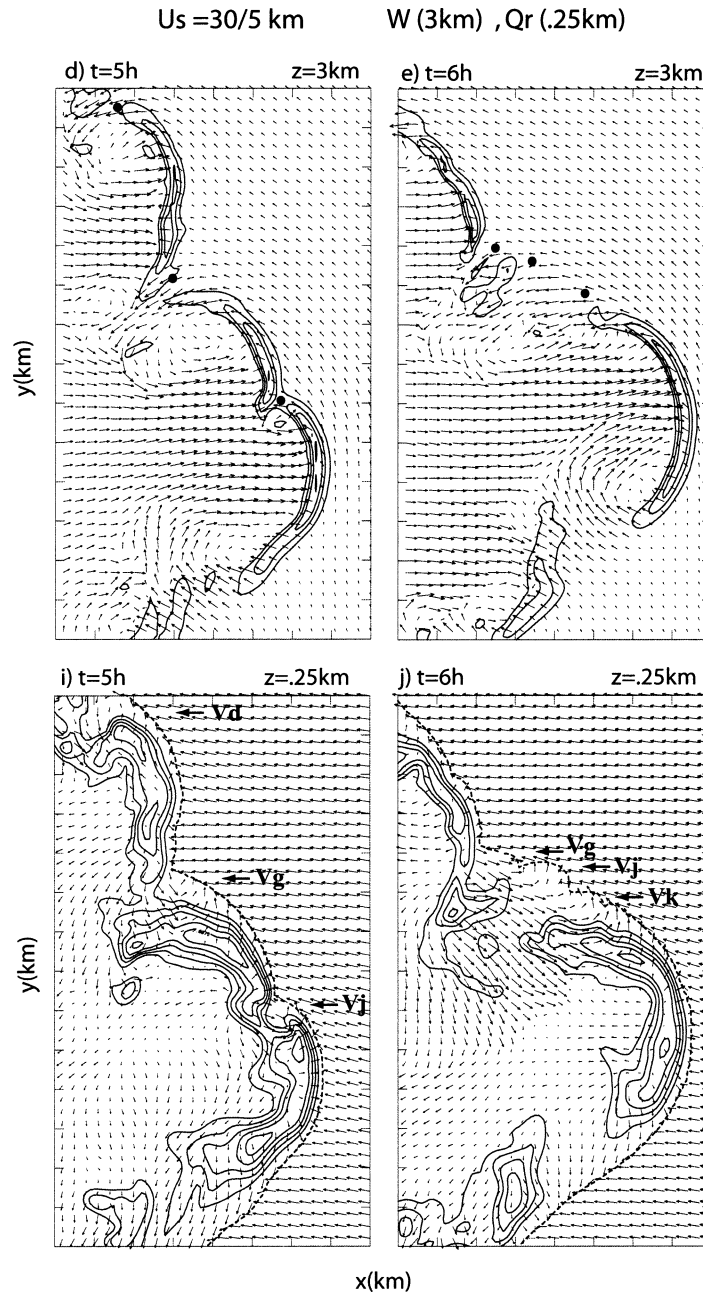 Us =30/5 km W (3km) , Qr (.25km)
d) t=5h z=3km
e) t=6h z=3km
y(km)
i) t=5h z=.25km
j) t=6h z=.25km
Vd
Vg
Vj
Vg
Vj
Vk
y(km)
x(km)